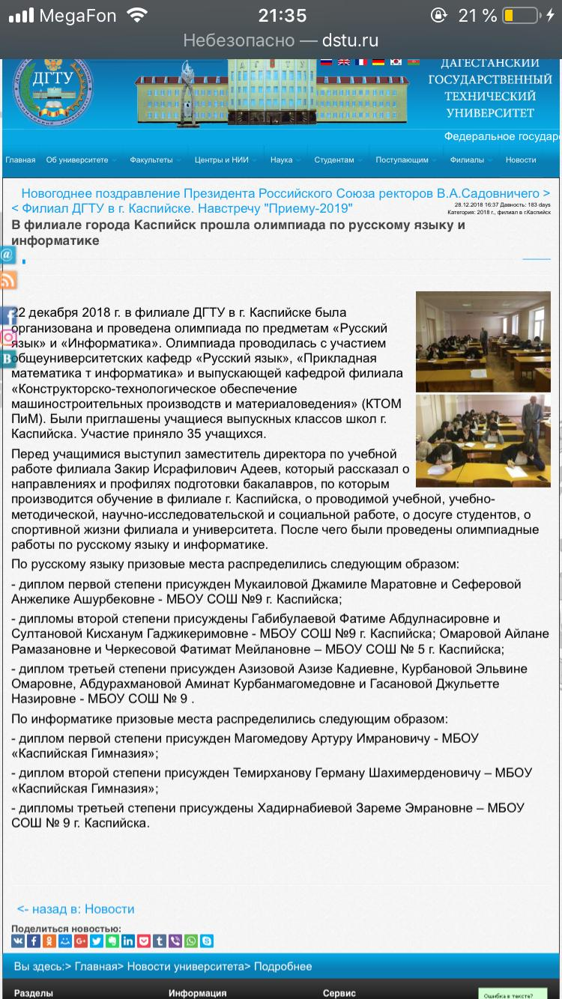 MegaFon 21:35 21 %
Небезопасно — dstu.ru
ДГТУ
ДГТУ
ДАГЕСТАНСКИЙ
ГОСУДАРСТВЕННЫЙ
ТЕХНИЧЕСКИЙ
УНИВЕРСИТЕТ
Федеральное государ
Главная Об университете Факультеты Центры и НИИ Наука Студентам Поступающим Филиалы Новости
Новогоднее поздравление Президента Российского Союза ректоров В.А.Садовничего >
< Филиал ДГТУ в г. Каспийске. Навстречу "Приему-2019"
28.12.2018 16:37 Давность: 183 days
Категория: 2018 г., филиал в г.Каспийск
В филиале города Каспийск прошла олимпиада по русскому языку и
информатике
22 декабря 2018 г. в филиале ДГТУ в г. Каспийске была
организована и проведена олимпиада по предметам «Русский
язык» и «Информатика». Олимпиада проводилась с участием
общеуниверситетских кафедр «Русский язык», «Прикладная
математика т информатика» и выпускающей кафедрой филиала
«Конструкторско-технологическое обеспечение
машиностроительных производств и материаловедения» (КТОМ
ПиМ). Были приглашены учащиеся выпускных классов школ г.
Каспийска. Участие приняло 35 учащихся.
Перед учащимися выступил заместитель директора по учебной
работе филиала Закир Исрафилович Адеев, который рассказал о
направлениях и профилях подготовки бакалавров, по которым
производится обучение в филиале г. Каспийска, о проводимой учебной, учебно-
методической, научно-исследовательской и социальной работе, о досуге студентов, о
спортивной жизни филиала и университета. После чего были проведены олимпиадные
работы по русскому языку и информатике.
По русскому языку призовые места распределились следующим образом:
- диплом первой степени присужден Мукаиловой Джамиле Маратовне и Сеферовой
Анжелике Ашурбековне - МБОУ СОШ №9 г. Каспийска;
- дипломы второй степени присуждены Габибулаевой Фатиме Абдулнасировне и
Султановой Кисханум Гаджикеримовне - МБОУ СОШ №9 г. Каспийска; Омаровой Айлане
Рамазановне и Черкесовой Фатимат Мейлановне – МБОУ СОШ № 5 г. Каспийска;
- диплом третьей степени присужден Азизовой Азизе Кадиевне, Курбановой Эльвине
Омаровне, Абдурахмановой Аминат Курбанмагомедовне и Гасановой Джульетте
Назировне - МБОУ СОШ № 9 .
По информатике призовые места распределились следующим образом:
- диплом первой степени присужден Магомедову Артуру Имрановичу - МБОУ
«Каспийская Гимназия»;
- диплом второй степени присужден Темирханову Герману Шахимерденовичу – МБОУ
«Каспийская Гимназия»;
- дипломы третьей степени присуждены Хадирнабиевой Зареме Эмрановне – МБОУ
СОШ № 9 г. Каспийска.
<- назад в: Новости
Поделиться новостью:
Вы здесь:> Главная> Новости университета> Подробнее
Разделы Информация Сервис
Ошибка в тексте?